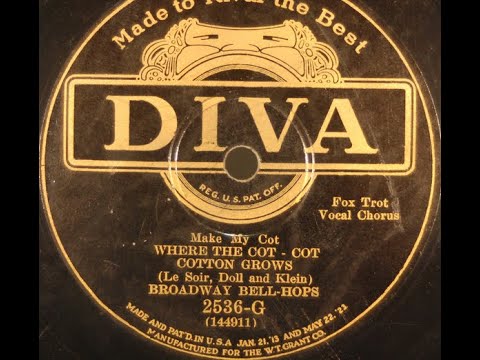 Made to Rival the Best
DIVA
REG. U.S. PAT. OFF.
Fox Trot
Vocal Chorus
Make My Cot
WHERE THE COT - COT
COTTON GROWS
(Le Soir, Doll and Klein)
BROADWAY BELL-HOPS
2536-G
(144911)
MADE AND PAT'D. IN U.S.A. JAN. 21. '13 AND MAY 22. '23
MANUFACTURED FOR THE W.T. GRANT CO.